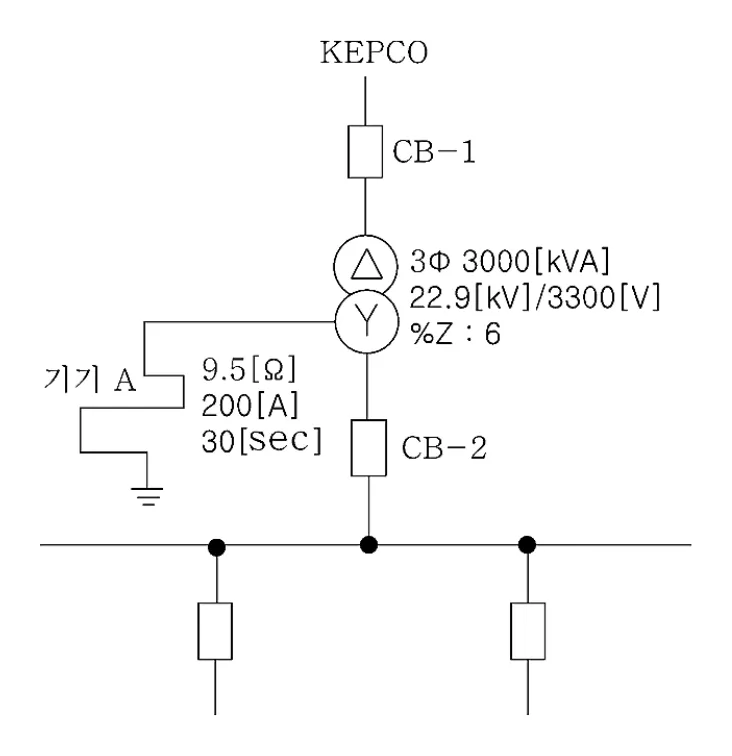 KEPCO
CB-1
3Φ 3000[kVA]
22.9[kV]/3300[V]
%Z : 6
기기 A
9.5[Ω]
200[A]
30[sec]
CB-2